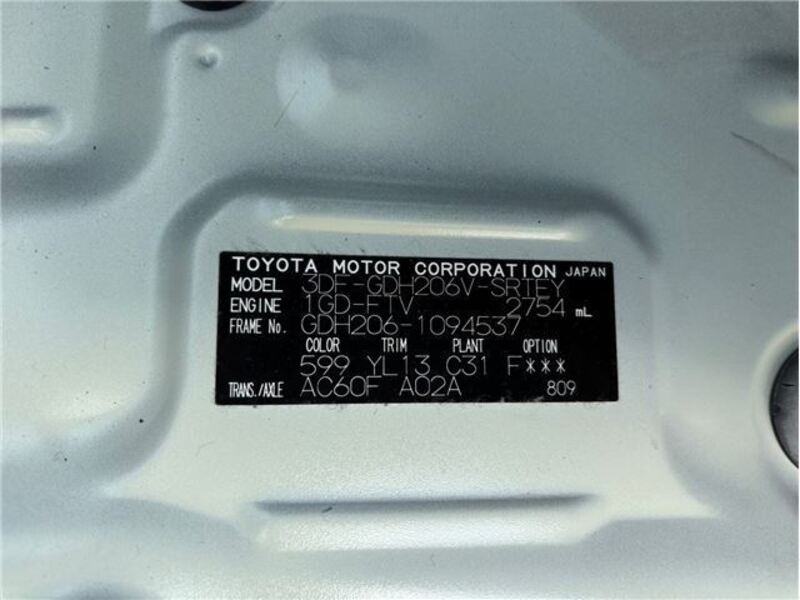 TOYOTA MOTOR CORPORATION JAPAN
MODEL 3DF-GDH206V-SRTEY
ENGINE 1GD-FTV 2754 mL
FRAME No. GDH206-1094537
COLOR TRIM PLANT OPTION
599 YL13 C31 F***
TRANS./AXLE AC60F A02A 809